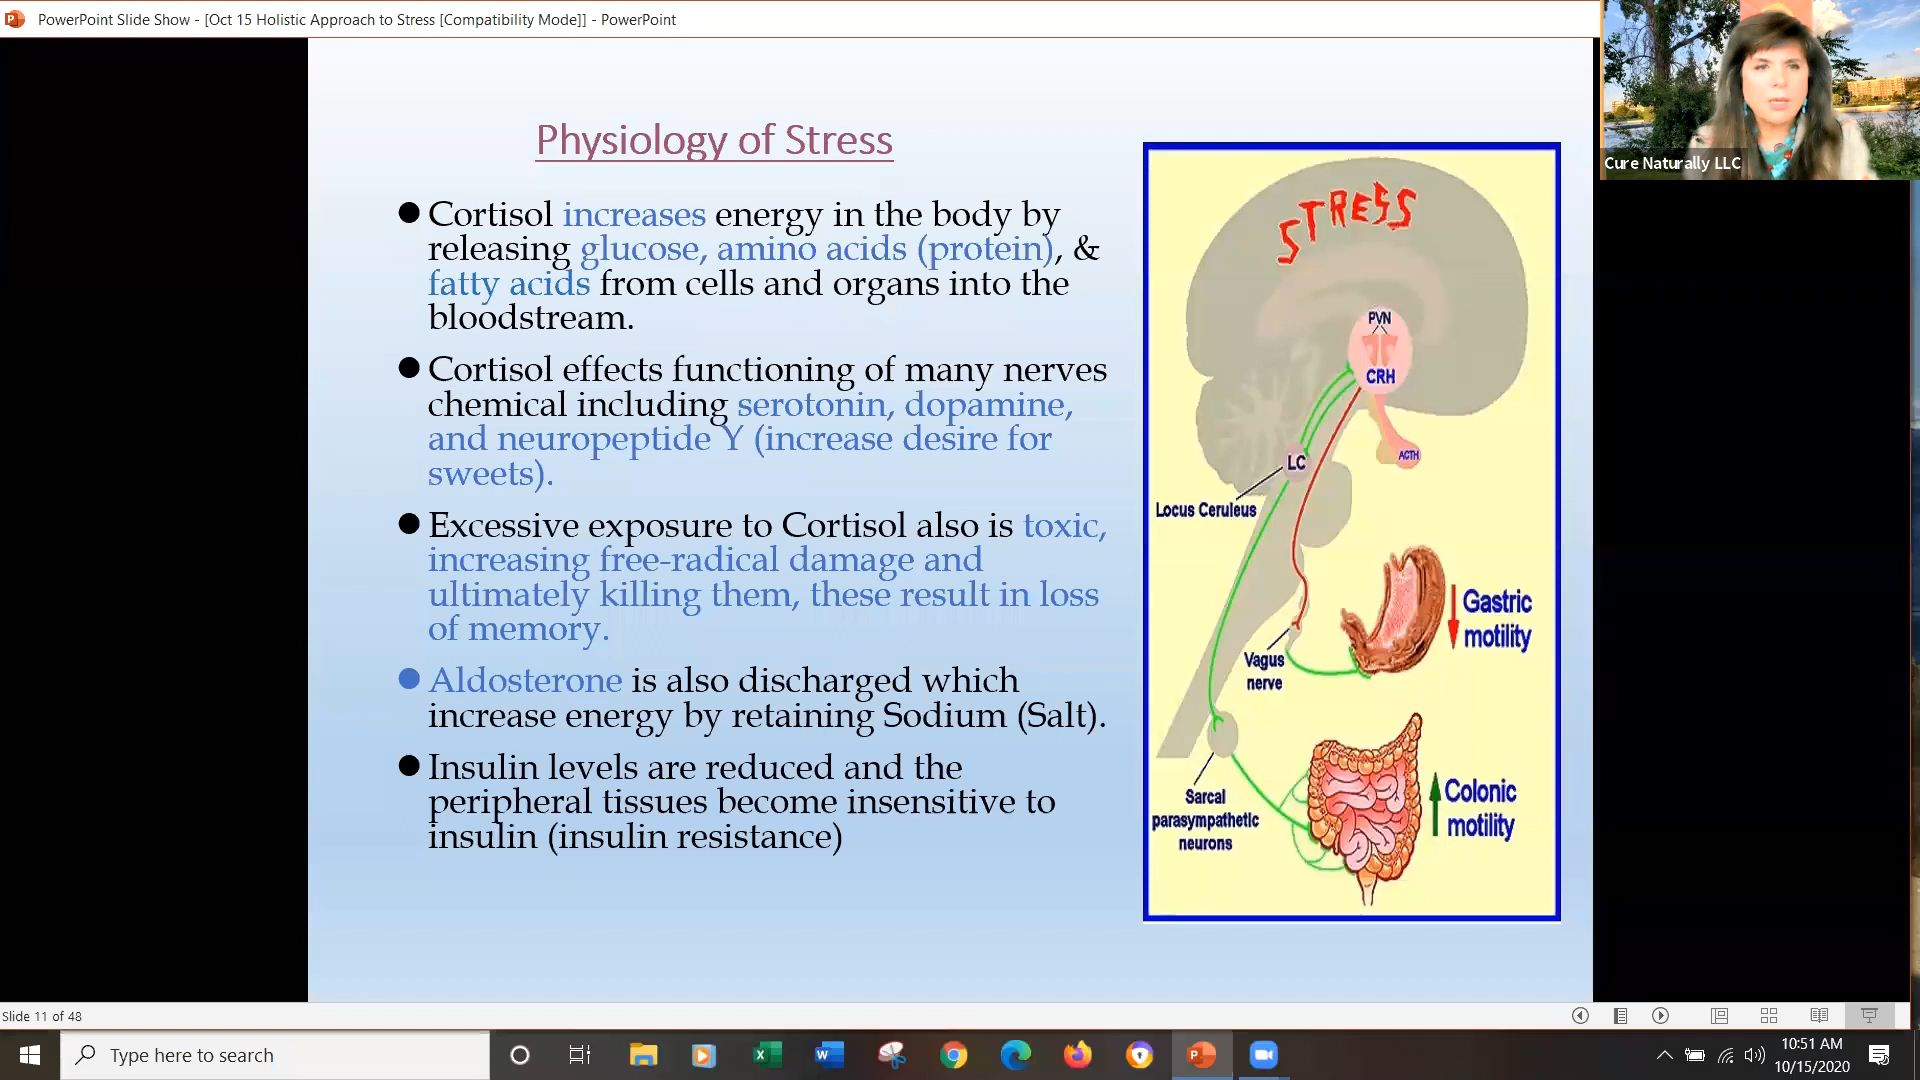 PowerPoint Slide Show - [Oct 15 Holistic Approach to Stress [Compatibility Mode]] - PowerPoint
Cure Naturally LLC
Physiology of Stress
Cortisol increases energy in the body by
releasing glucose, amino acids (protein), &
fatty acids from cells and organs into the
bloodstream.
Cortisol effects functioning of many nerves
chemical including serotonin, dopamine,
and neuropeptide Y (increase desire for
sweets).
Excessive exposure to Cortisol also is toxic,
increasing free-radical damage and
ultimately killing them, these result in loss
of memory.
Aldosterone is also discharged which
increase energy by retaining Sodium (Salt).
Insulin levels are reduced and the
peripheral tissues become insensitive to
insulin (insulin resistance)
STRESS
PVN
CRH
ACTH
LC
Locus Ceruleus
Gastric
motility
Vagus
nerve
Colonic
motility
Sarcal
parasympathetic
neurons
Slide 11 of 48
Type here to search
10:51 AM
10/15/2020